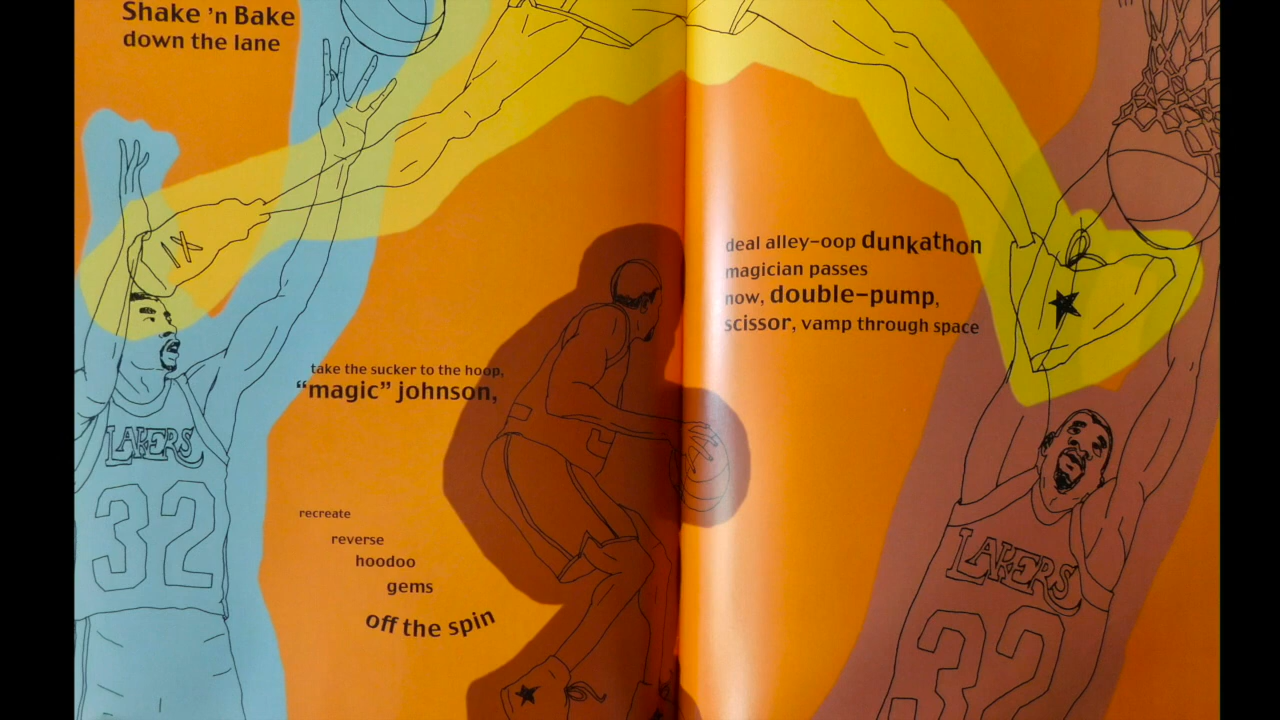 Shake ’n Bake
down the lane
take the sucker to the hoop,
“magic” johnson,
recreate
reverse
hoodoo
gems
off the spin
LAKERS
32
deal alley-oop dunkathon
magician passes
now, double-pump,
scissor, vamp through space
LAKERS
32